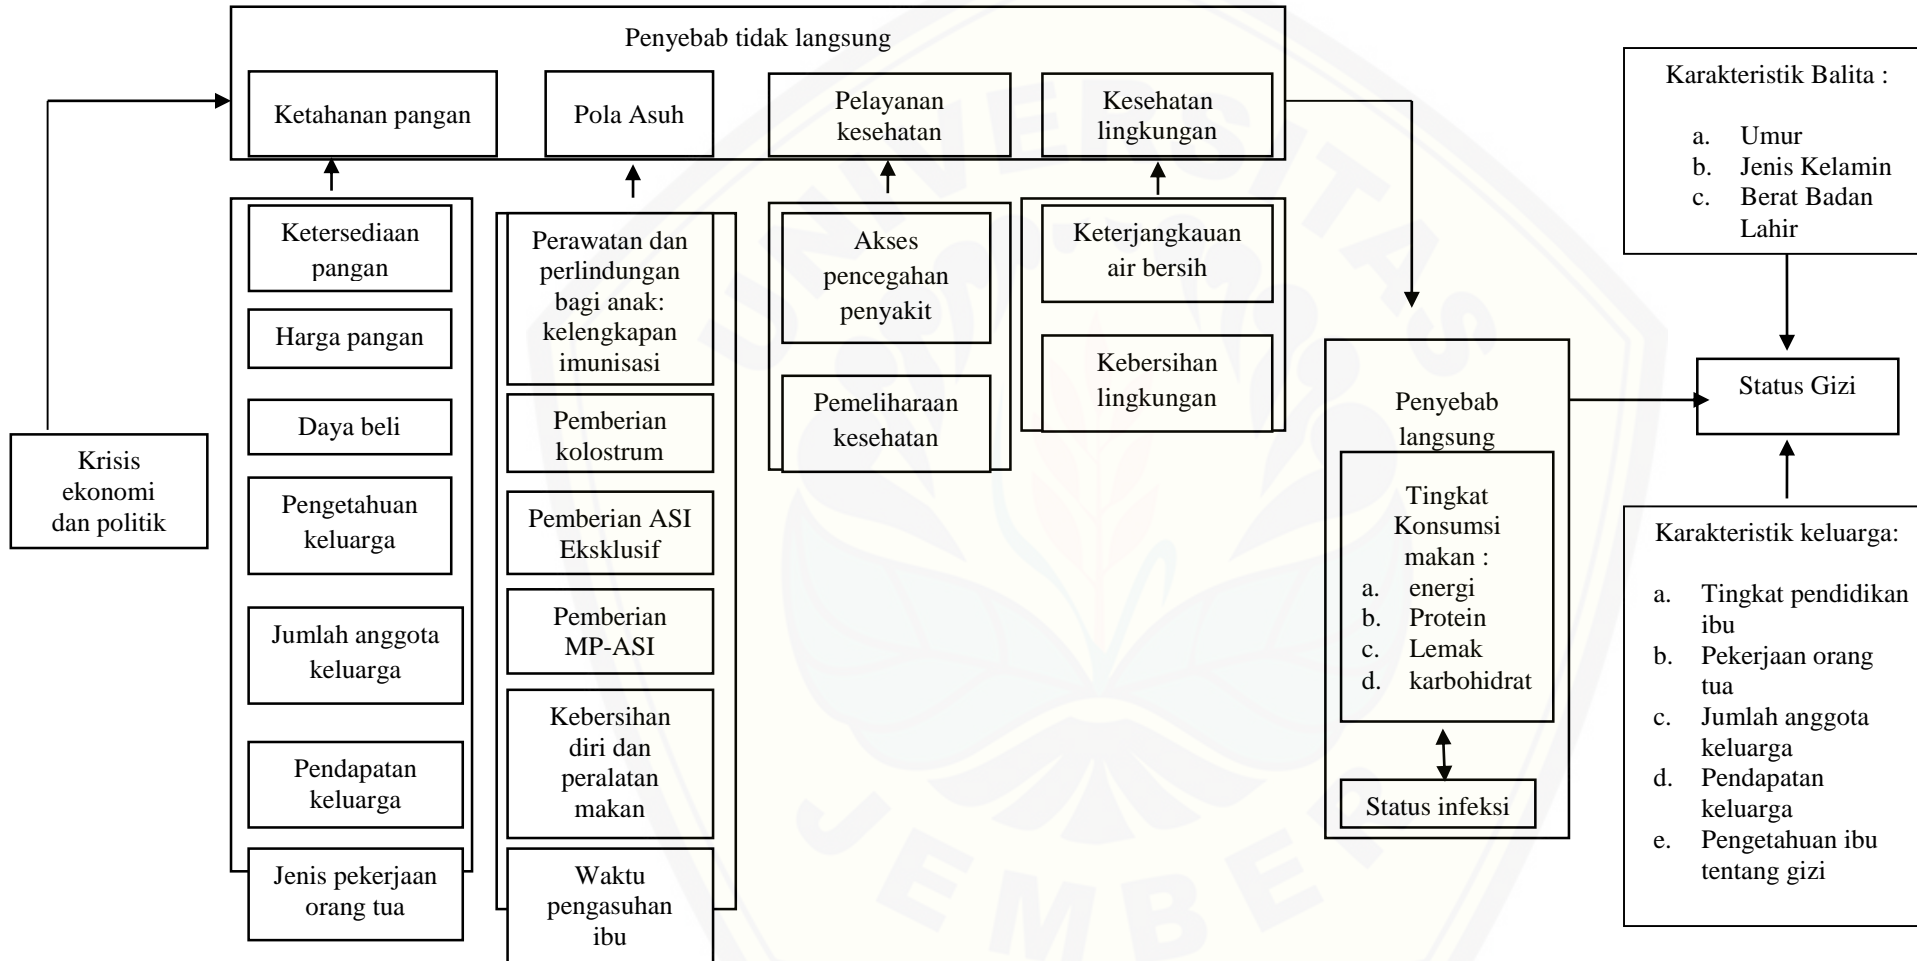 Penyebab tidak langsung
Ketahanan pangan
Pola Asuh
Pelayanan
kesehatan
Kesehatan
lingkungan
Ketersediaan
pangan
Harga pangan
Daya beli
Pengetahuan
keluarga
Jumlah anggota
keluarga
Pendapatan
keluarga
Jenis pekerjaan
orang tua
Perawatan dan
perlindungan
bagi anak:
kelengkapan
imunisasi
Pemberian
kolostrum
Pemberian ASI
Eksklusif
Pemberian
MP-ASI
Kebersihan
diri dan
peralatan
makan
Waktu
pengasuhan
ibu
Akses
pencegahan
penyakit
Pemeliharaan
kesehatan
Keterjangkauan
air bersih
Kebersihan
lingkungan
Krisis
ekonomi
dan politik
Penyebab
langsung
Tingkat
Konsumsi
makan :
a. energi
b. Protein
c. Lemak
d. karbohidrat
Status infeksi
Karakteristik Balita :
a. Umur
b. Jenis Kelamin
c. Berat Badan
Lahir
Status Gizi
Karakteristik keluarga:
a. Tingkat pendidikan
ibu
b. Pekerjaan orang
tua
c. Jumlah anggota
keluarga
d. Pendapatan
keluarga
e. Pengetahuan ibu
tentang gizi
UNIVERSITAS
JEMBER